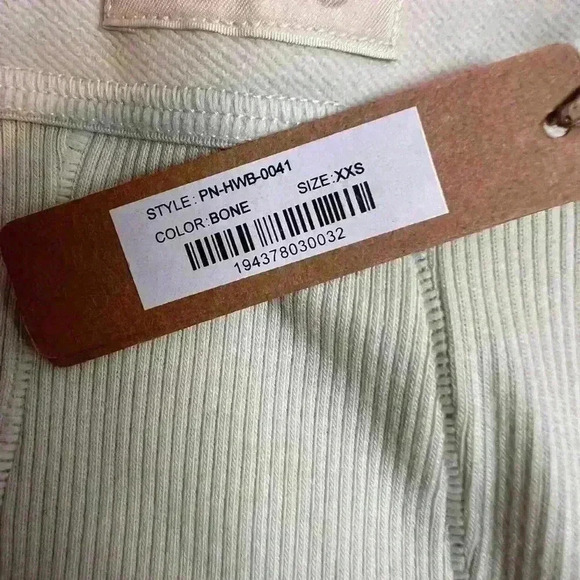 STYLE: PN-HWB-0041
COLOR:BONE SIZE:XXS
194378030032